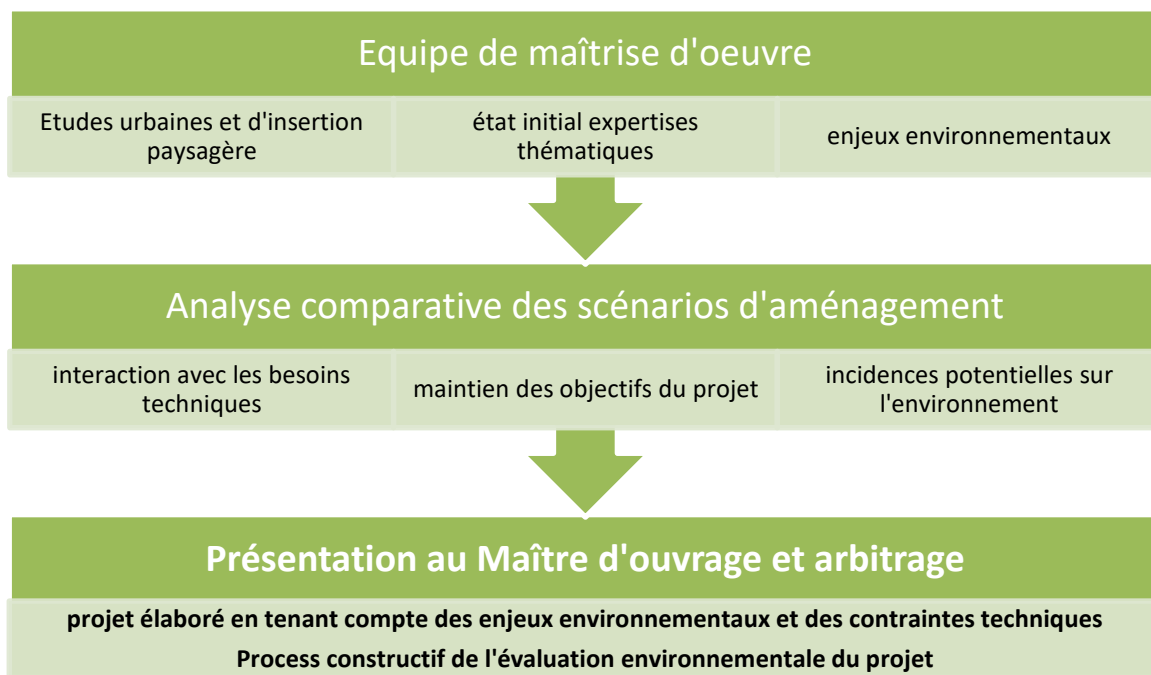 Equipe de maîtrise d'oeuvre
Etudes urbaines et d'insertion
paysagère
état initial expertises
thématiques
enjeux environnementaux
Analyse comparative des scénarios d'aménagement
interaction avec les besoins
techniques
maintien des objectifs du projet
incidences potentielles sur
l'environnement
Présentation au Maître d'ouvrage et arbitrage
projet élaboré en tenant compte des enjeux environnementaux et des contraintes techniques
Process constructif de l'évaluation environnementale du projet